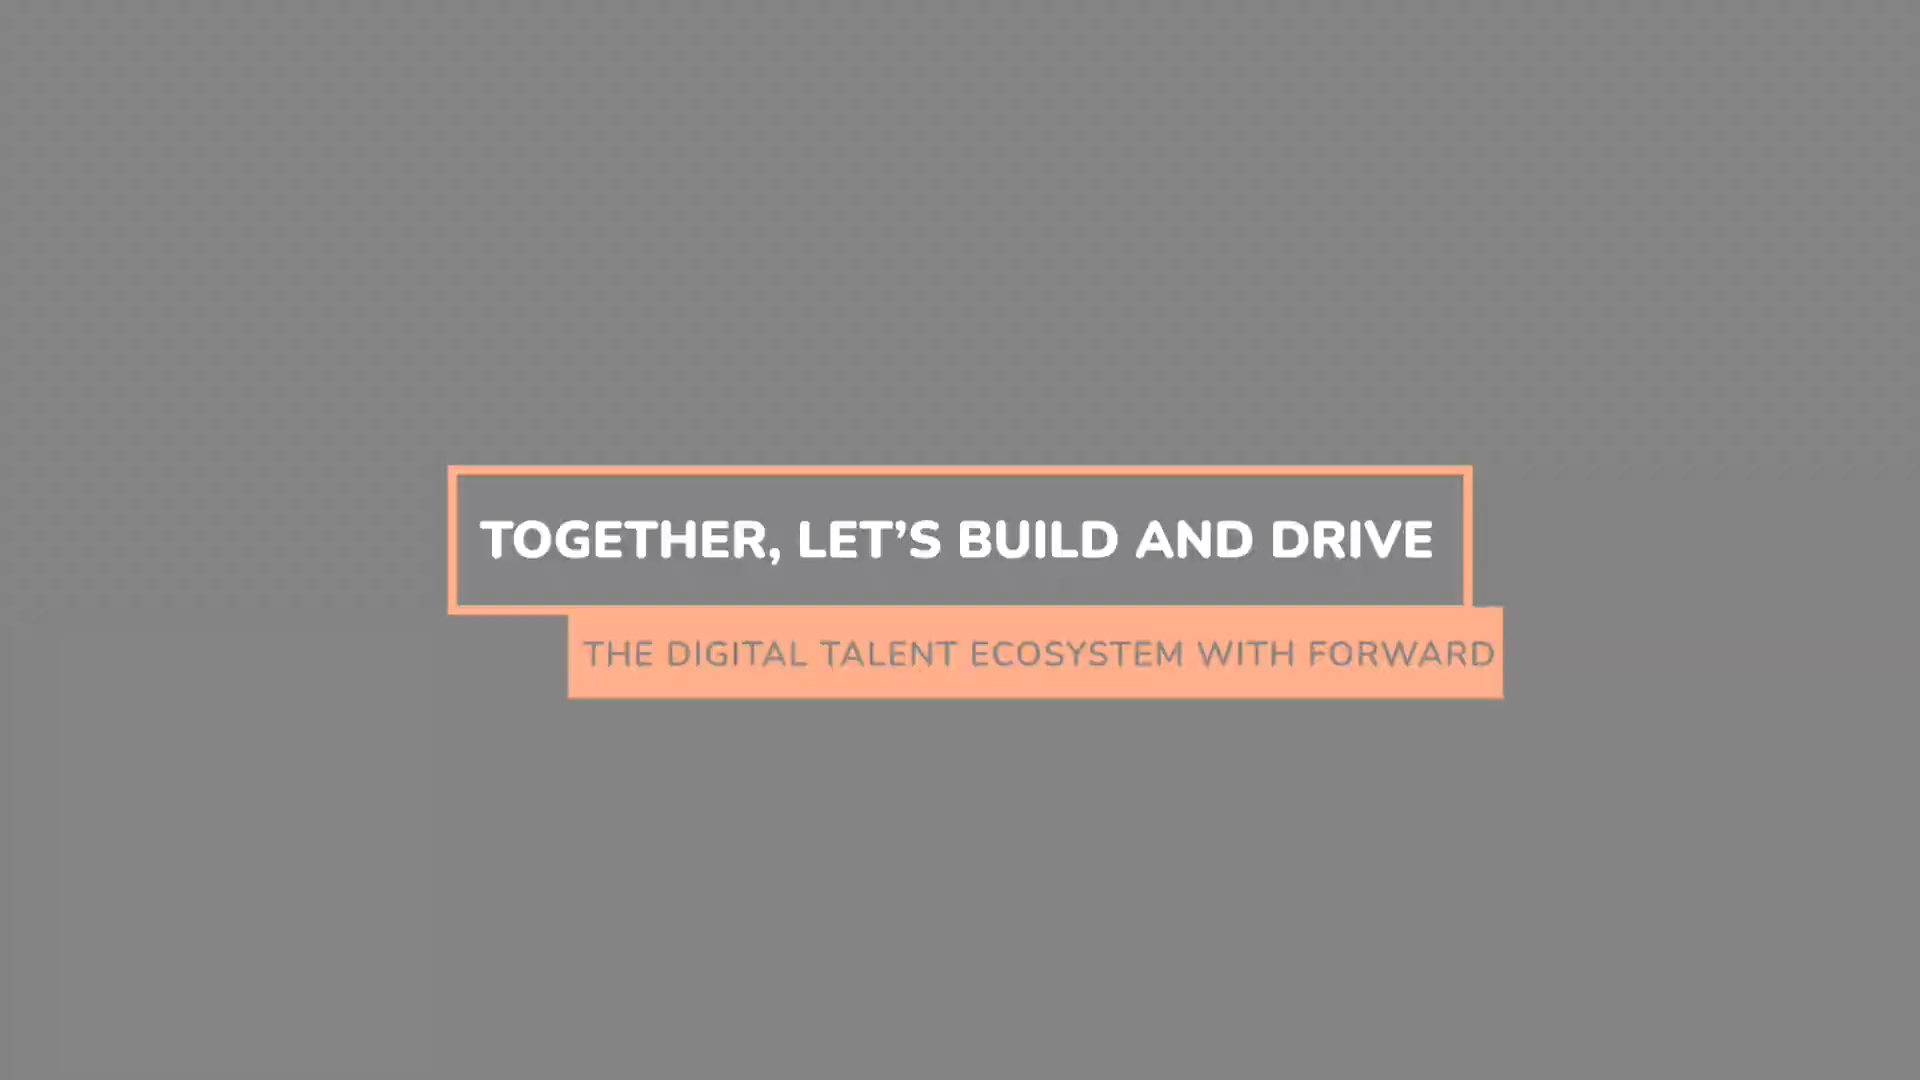 TOGETHER, LET’S BUILD AND DRIVE
THE DIGITAL TALENT ECOSYSTEM WITH FORWARD